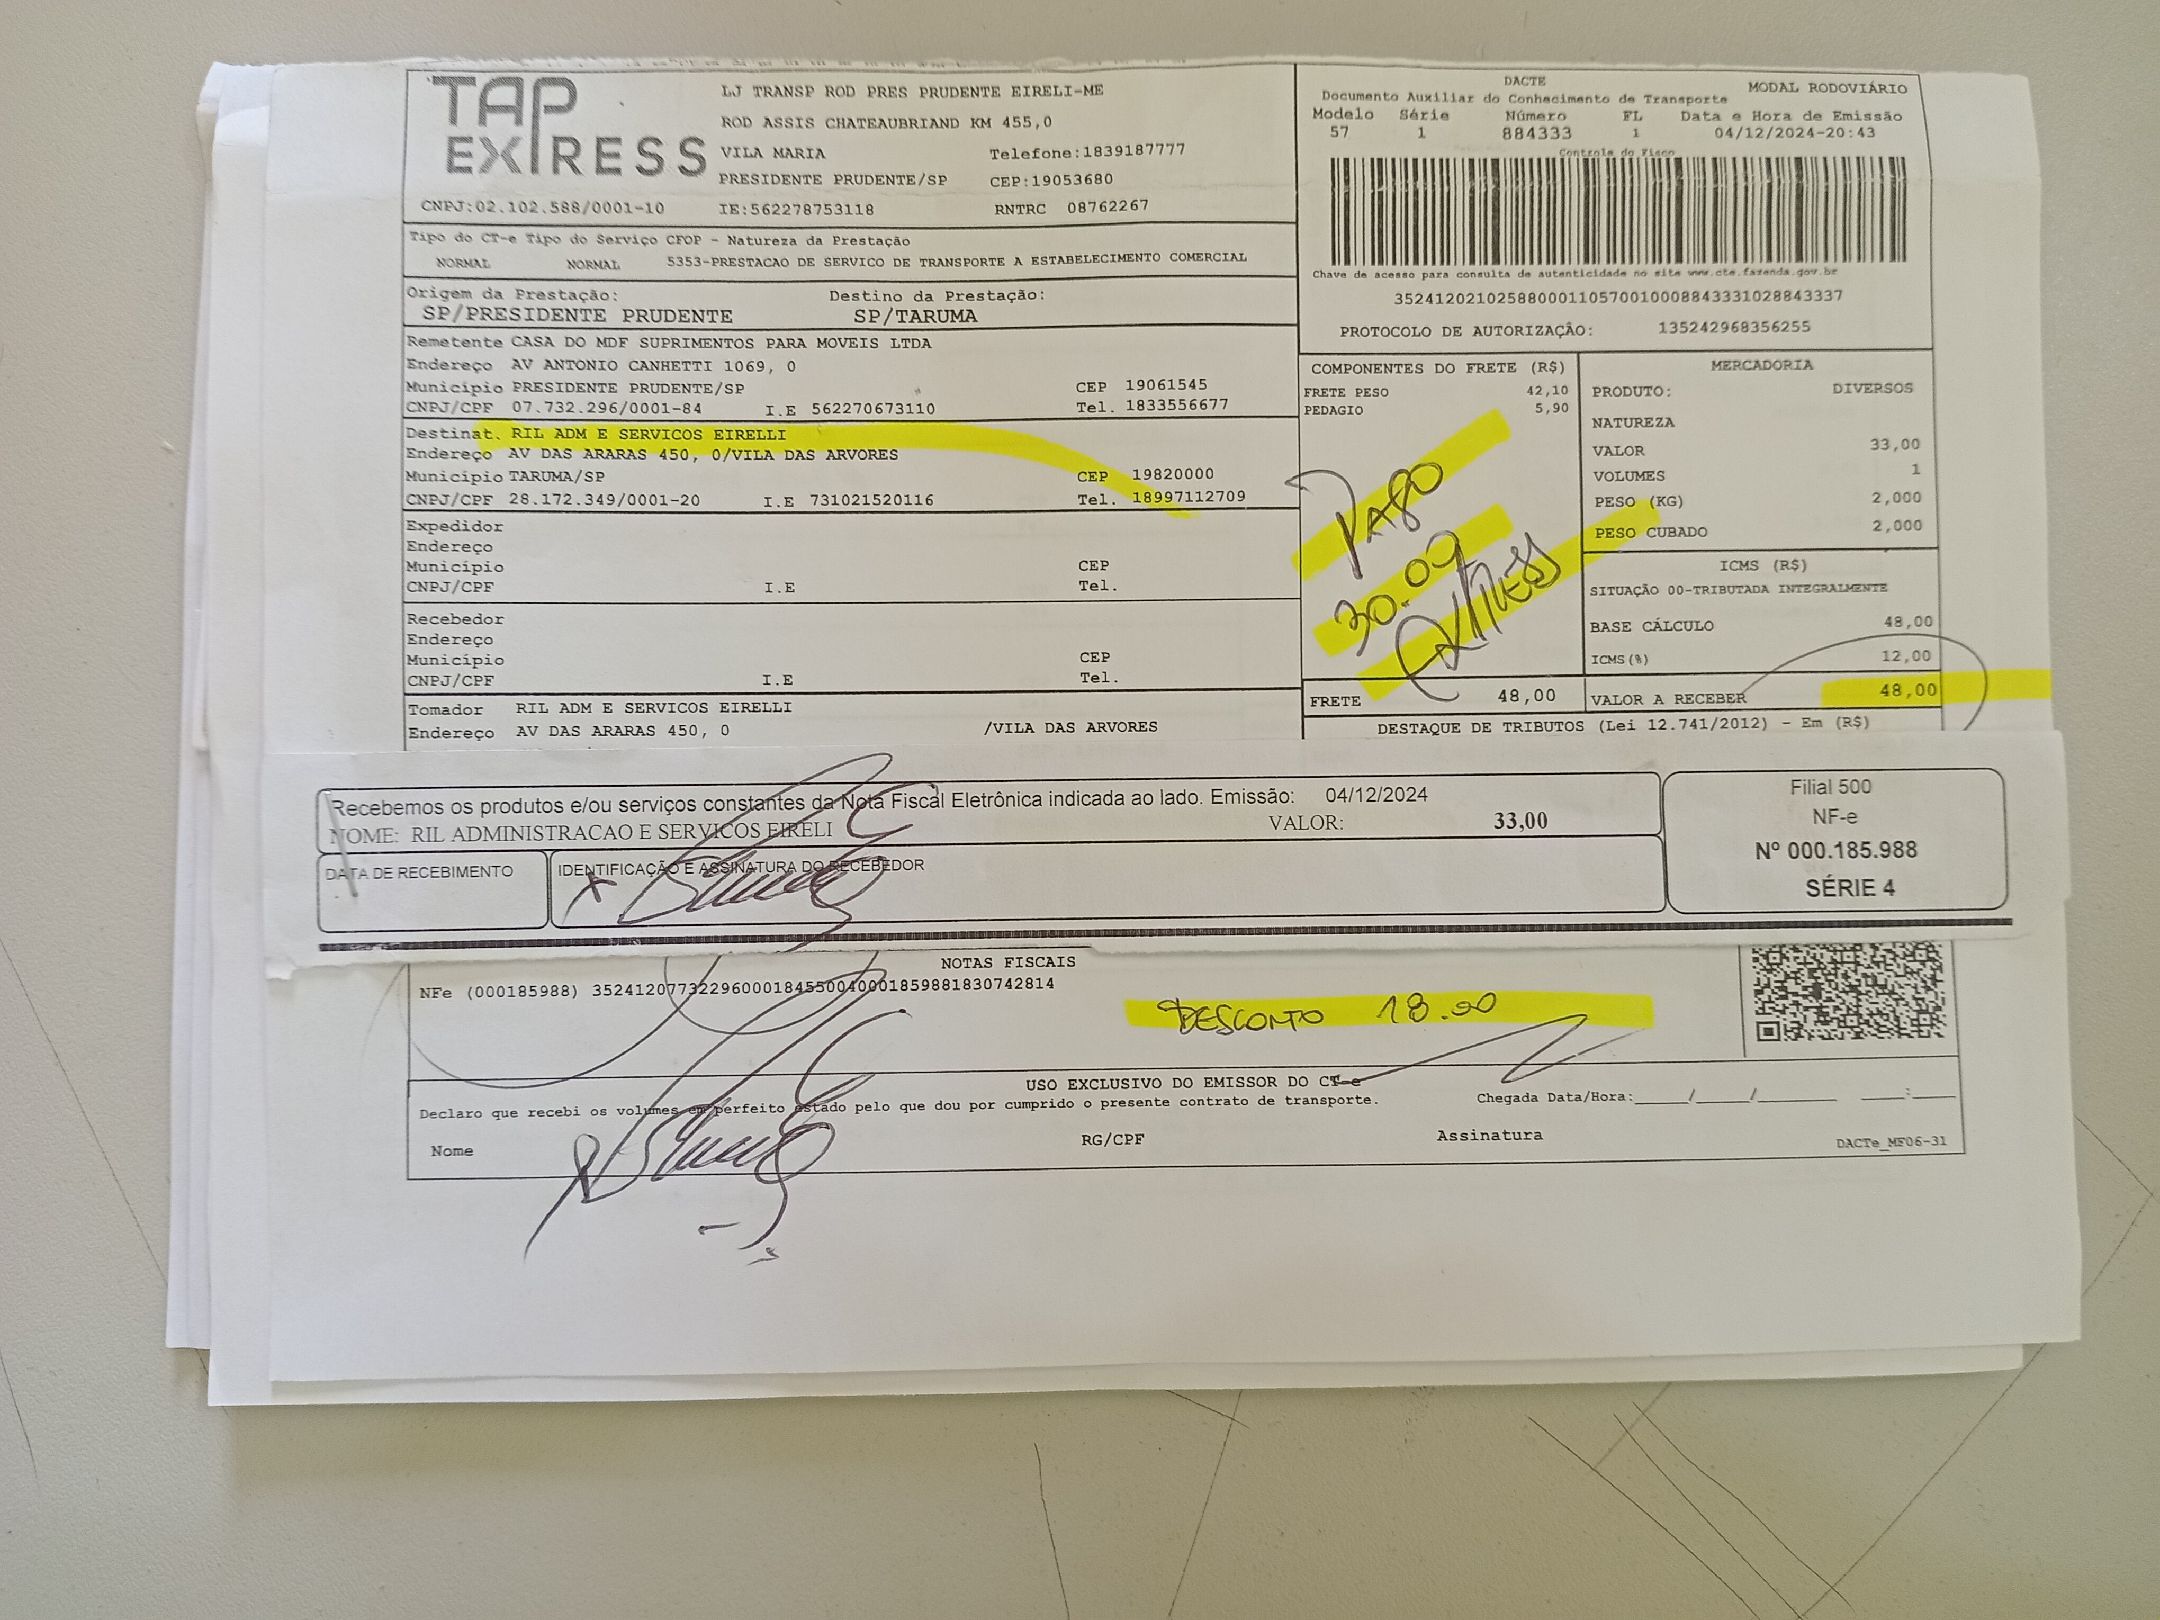 TAP EXPRESS
LJ TRANSP ROD PRES PRUDENTE EIRELI-ME
ROD ASSIS CHATEAUBRIAND KM 455,0
VILA MARIA Telefone:1839187777
PRESIDENTE PRUDENTE/SP CEP:19053680
CNPJ:02.102.588/0001-10 IE:562278753118 RNTRC 08762267
DACTE MODAL RODOVIÁRIO
Documento Auxiliar do Conhecimento de Transporte
Modelo Série Número FL Data e Hora de Emissão
57 1 884333 1 04/12/2024-20:43
Controle do Fisco
Chave de acesso para consulta de autenticidade no site www.cte.fazenda.gov.br
35241202102588000110570010008843331028843337
PROTOCOLO DE AUTORIZAÇÃO: 135242968356255
Tipo do CT-e Tipo do Serviço CFOP - Natureza da Prestação
NORMAL NORMAL 5353-PRESTACAO DE SERVICO DE TRANSPORTE A ESTABELECIMENTO COMERCIAL
Origem da Prestação: Destino da Prestação:
SP/PRESIDENTE PRUDENTE SP/TARUMA
Remetente CASA DO MDF SUPRIMENTOS PARA MOVEIS LTDA
Endereço AV ANTONIO CANHETTI 1069, 0
Município PRESIDENTE PRUDENTE/SP CEP 19061545
CNPJ/CPF 07.732.296/0001-84 I.E 562270673110 Tel. 1833556677
Destinat. RIL ADM E SERVICOS EIRELLI
Endereço AV DAS ARARAS 450, 0/VILA DAS ARVORES
Município TARUMA/SP CEP 19820000
CNPJ/CPF 28.172.349/0001-20 I.E 731021520116 Tel. 18997112709
Expedidor
Endereço
Município CEP
CNPJ/CPF I.E Tel.
Recebedor
Endereço
Município CEP
CNPJ/CPF I.E Tel.
Tomador RIL ADM E SERVICOS EIRELLI
Endereço AV DAS ARARAS 450, 0 /VILA DAS ARVORES
COMPONENTES DO FRETE (R$)
FRETE PESO 42,10
PEDAGIO 5,90
PAGO
30.09
FRETE 48,00
MERCADORIA
PRODUTO: DIVERSOS
NATUREZA
VALOR 33,00
VOLUMES 1
PESO (KG) 2,000
PESO CUBADO 2,000
ICMS (R$)
SITUAÇÃO 00-TRIBUTADA INTEGRALMENTE
BASE CÁLCULO 48,00
ICMS(%) 12,00
VALOR A RECEBER 48,00
DESTAQUE DE TRIBUTOS (Lei 12.741/2012) - Em (R$)
Recebemos os produtos e/ou serviços constantes da Nota Fiscal Eletrônica indicada ao lado. Emissão: 04/12/2024
NOME: RIL ADMINISTRACAO E SERVICOS EIRELI VALOR: 33,00
DATA DE RECEBIMENTO IDENTIFICAÇÃO E ASSINATURA DO RECEBEDOR
Filial 500
NF-e
Nº 000.185.988
SÉRIE 4
NOTAS FISCAIS
NFe (000185988) 35241207732296000184550040001859881830742814
DESCONTO 18.00
USO EXCLUSIVO DO EMISSOR DO CT-e
Declaro que recebi os volumes em perfeito estado pelo que dou por cumprido o presente contrato de transporte. Chegada Data/Hora:____/____/____ __:__
Nome RG/CPF Assinatura DACTe_MF06-31